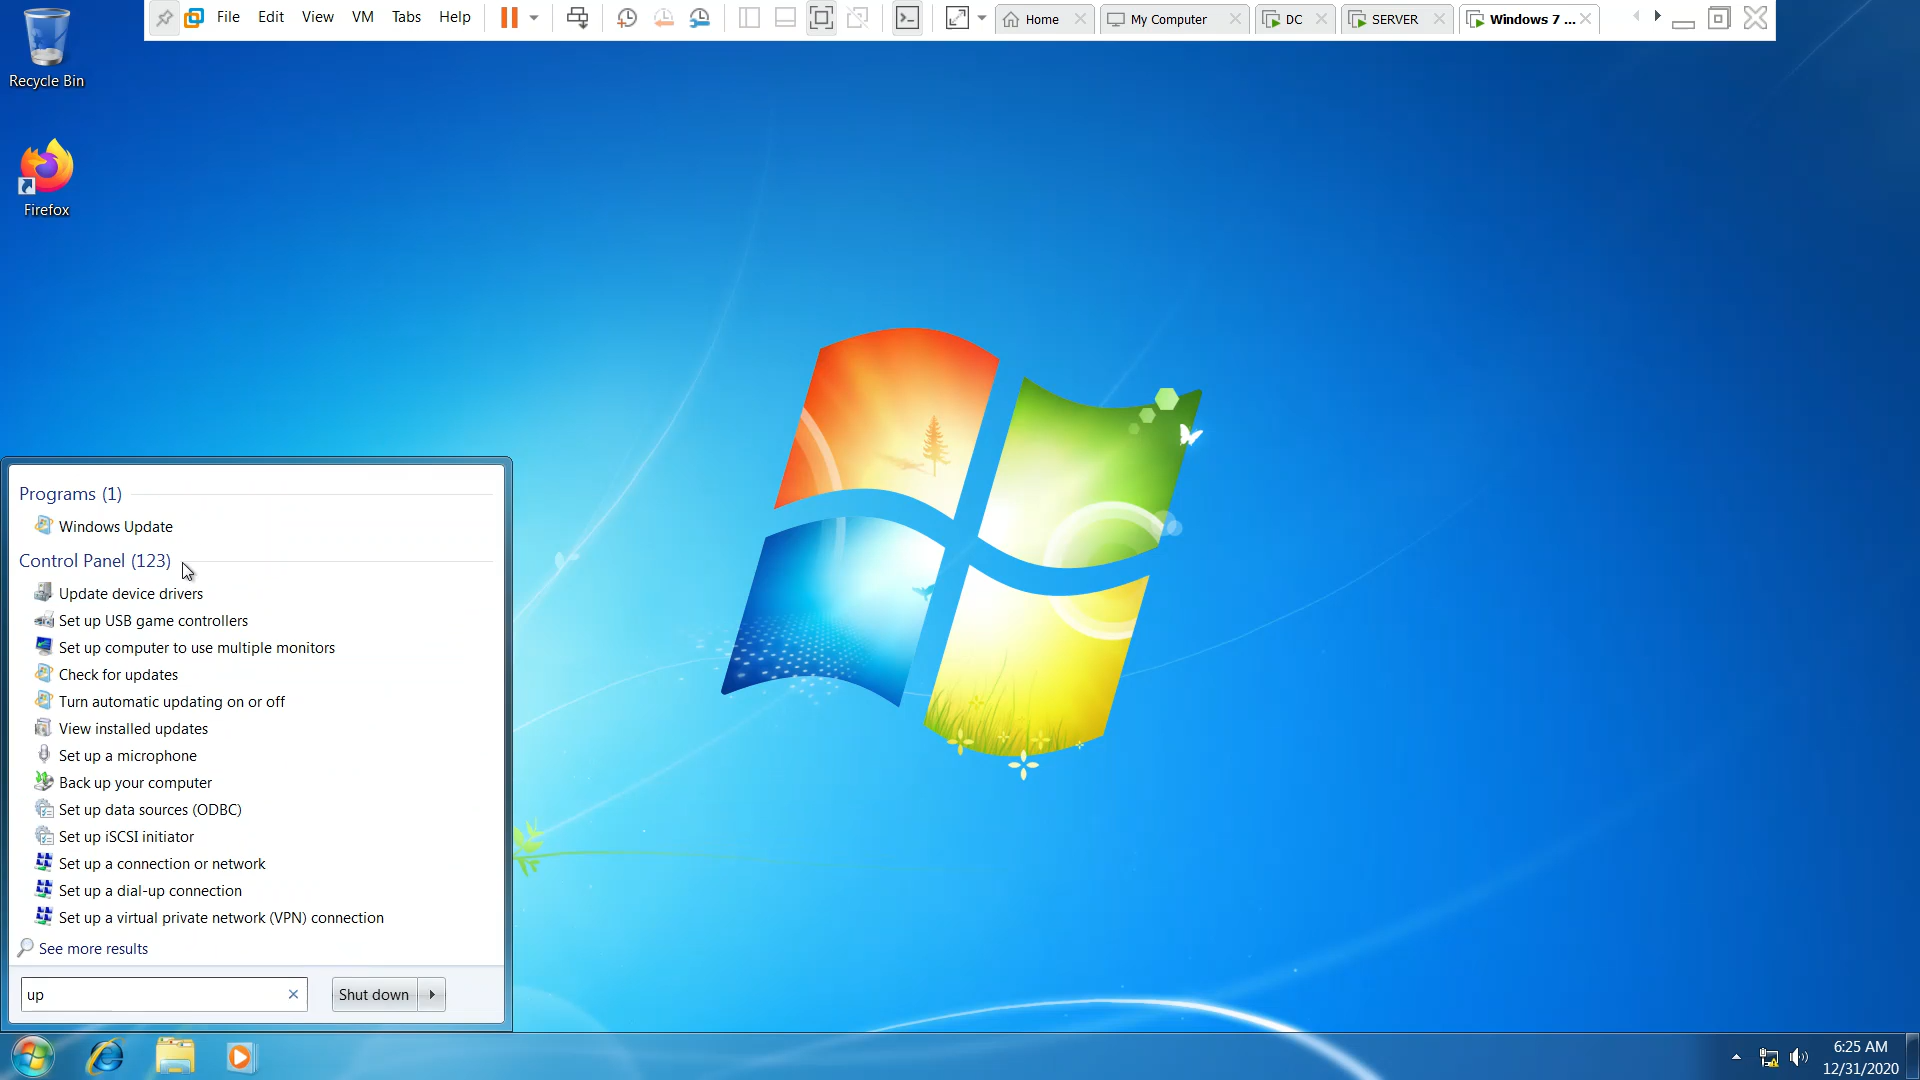 File Edit View VM Tabs Help
Home
My Computer
DC
SERVER
Windows 7 ...
Recycle Bin
Firefox
Programs (1)
Windows Update
Control Panel (123)
Update device drivers
Set up USB game controllers
Set up computer to use multiple monitors
Check for updates
Turn automatic updating on or off
View installed updates
Set up a microphone
Back up your computer
Set up data sources (ODBC)
Set up iSCSI initiator
Set up a connection or network
Set up a dial-up connection
Set up a virtual private network (VPN) connection
See more results
up
Shut down
6:25 AM
12/31/2020